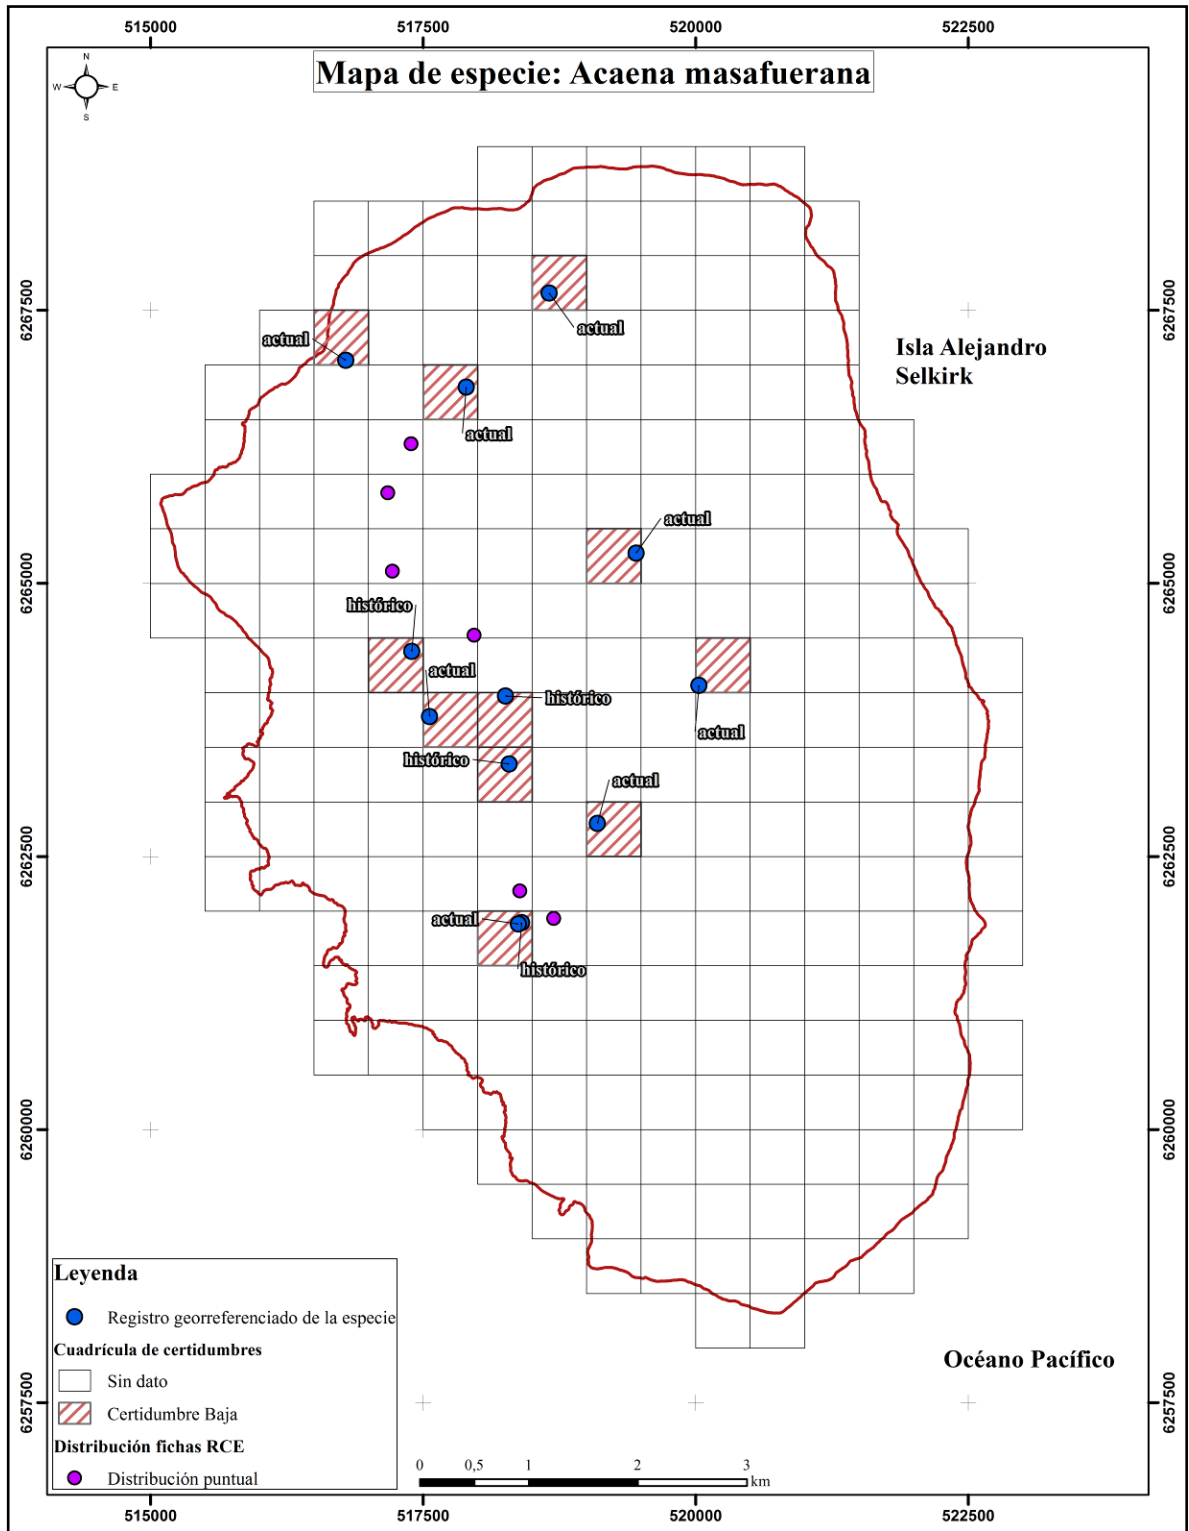 515000
517500
520000
522500
Mapa de especie: Acaena masafuerana
N
W
E
S
6267500
6267500
actual
actual
Isla Alejandro
Selkirk
actual
actual
6265000
6265000
histórico
actual
histórico
actual
histórico
actual
6262500
6262500
actual
histórico
6260000
6260000
Leyenda
Registro georreferenciado de la especie
Cuadrícula de certidumbres
Sin dato
Certidumbre Baja
Distribución fichas RCE
Distribución puntual
Océano Pacífico
6257500
6257500
0 0,5 1 2 3
km
515000
517500
520000
522500